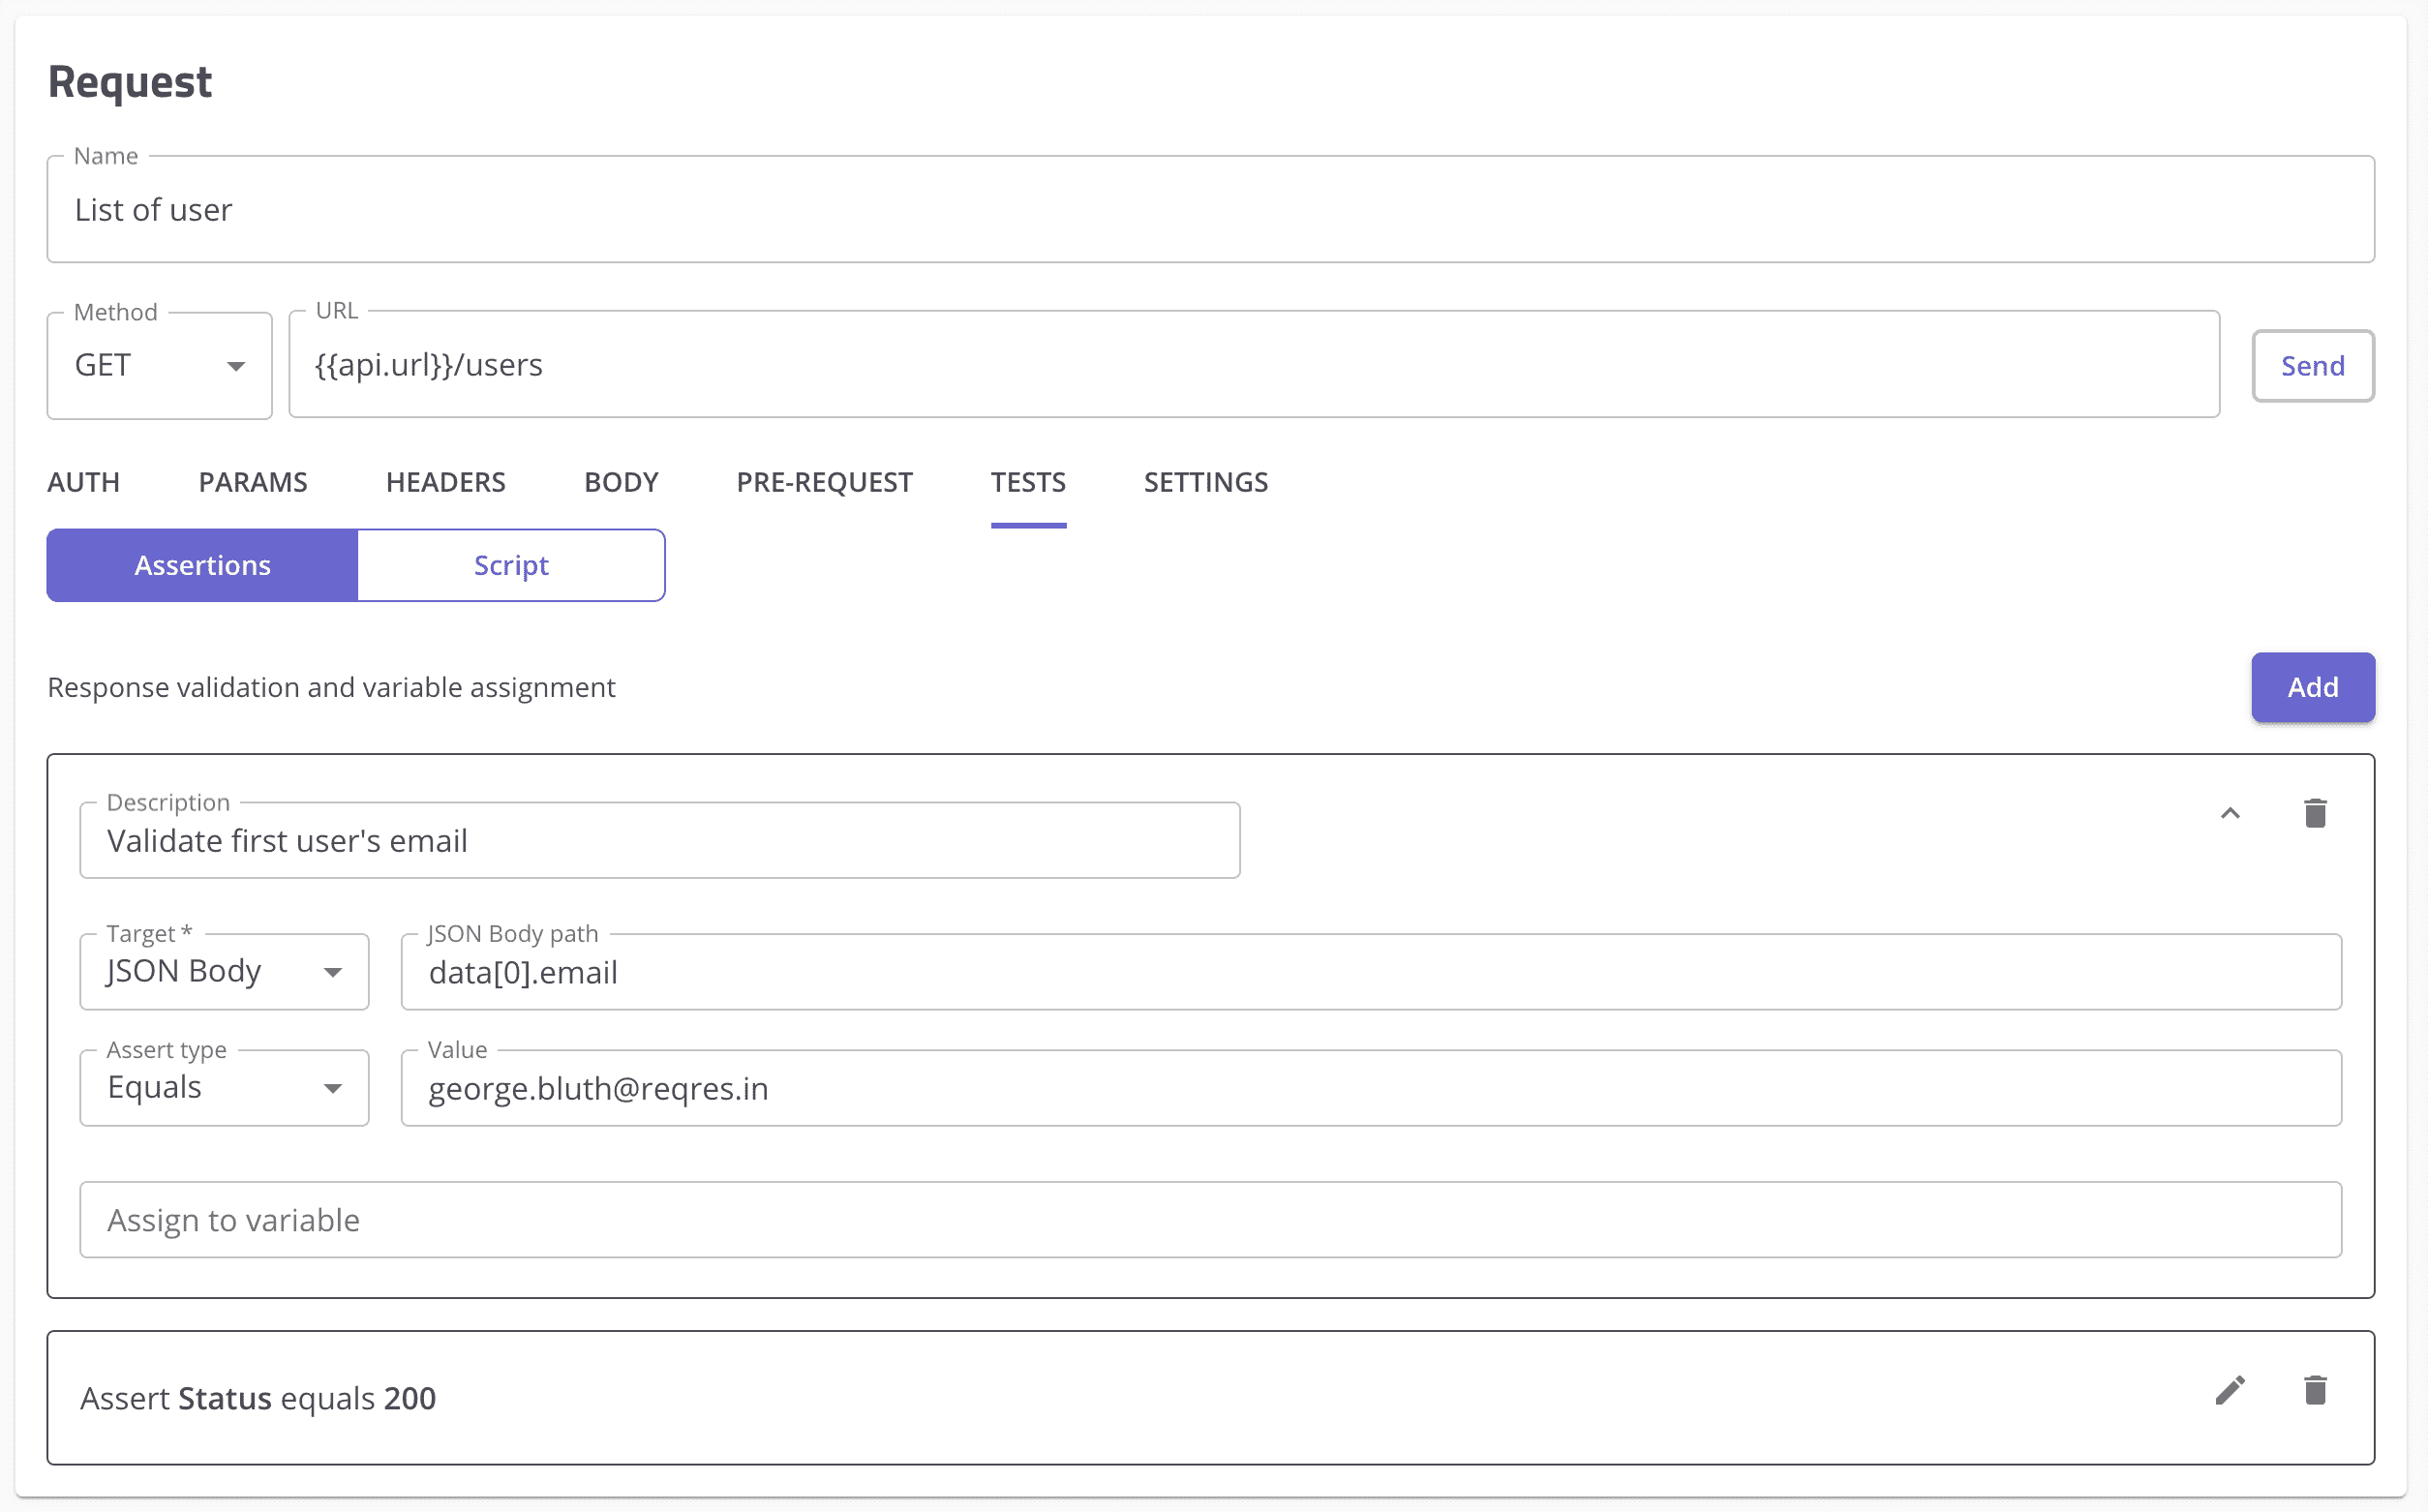 Request
Name
List of user
Method
GET
URL
{{api.url}}/users
Send
AUTH PARAMS HEADERS BODY PRE-REQUEST TESTS SETTINGS
Assertions Script
Response validation and variable assignment
Add
Description
Validate first user's email
Target *
JSON Body
JSON Body path
data[0].email
Assert type
Equals
Value
george.bluth@reqres.in
Assign to variable
Assert Status equals 200